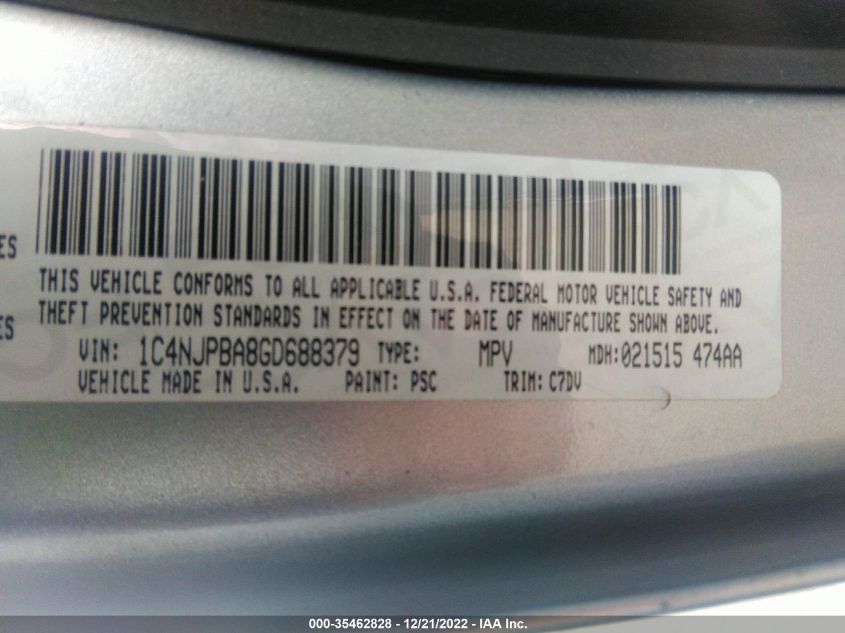 ES
THIS VEHICLE CONFORMS TO ALL APPLICABLE U.S.A. FEDERAL MOTOR VEHICLE SAFETY AND
THEFT PREVENTION STANDARDS IN EFFECT ON THE DATE OF MANUFACTURE SHOWN ABOVE.
ES
VIN: 1C4NJPBA8GD688379 TYPE: MPV MDH:021515 474AA
VEHICLE MADE IN U.S.A. PAINT: PSC TRIM: C7DV
000-35462828 - 12/21/2022 - IAA Inc.